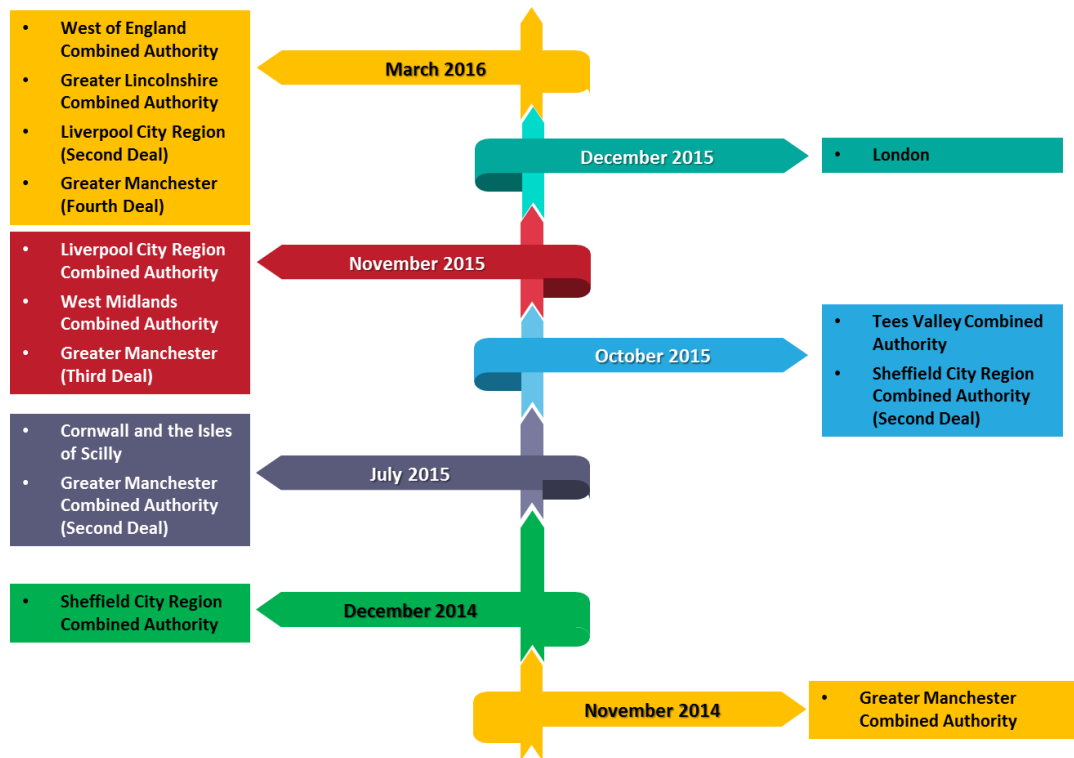 • West of England
Combined Authority
• Greater Lincolnshire
Combined Authority
• Liverpool City Region
(Second Deal)
• Greater Manchester
(Fourth Deal)
March 2016
December 2015
• London
• Liverpool City Region
Combined Authority
• West Midlands
Combined Authority
• Greater Manchester
(Third Deal)
November 2015
October 2015
• Tees Valley Combined
Authority
• Sheffield City Region
Combined Authority
(Second Deal)
• Cornwall and the Isles
of Scilly
• Greater Manchester
Combined Authority
(Second Deal)
July 2015
• Sheffield City Region
Combined Authority
December 2014
November 2014
• Greater Manchester
Combined Authority